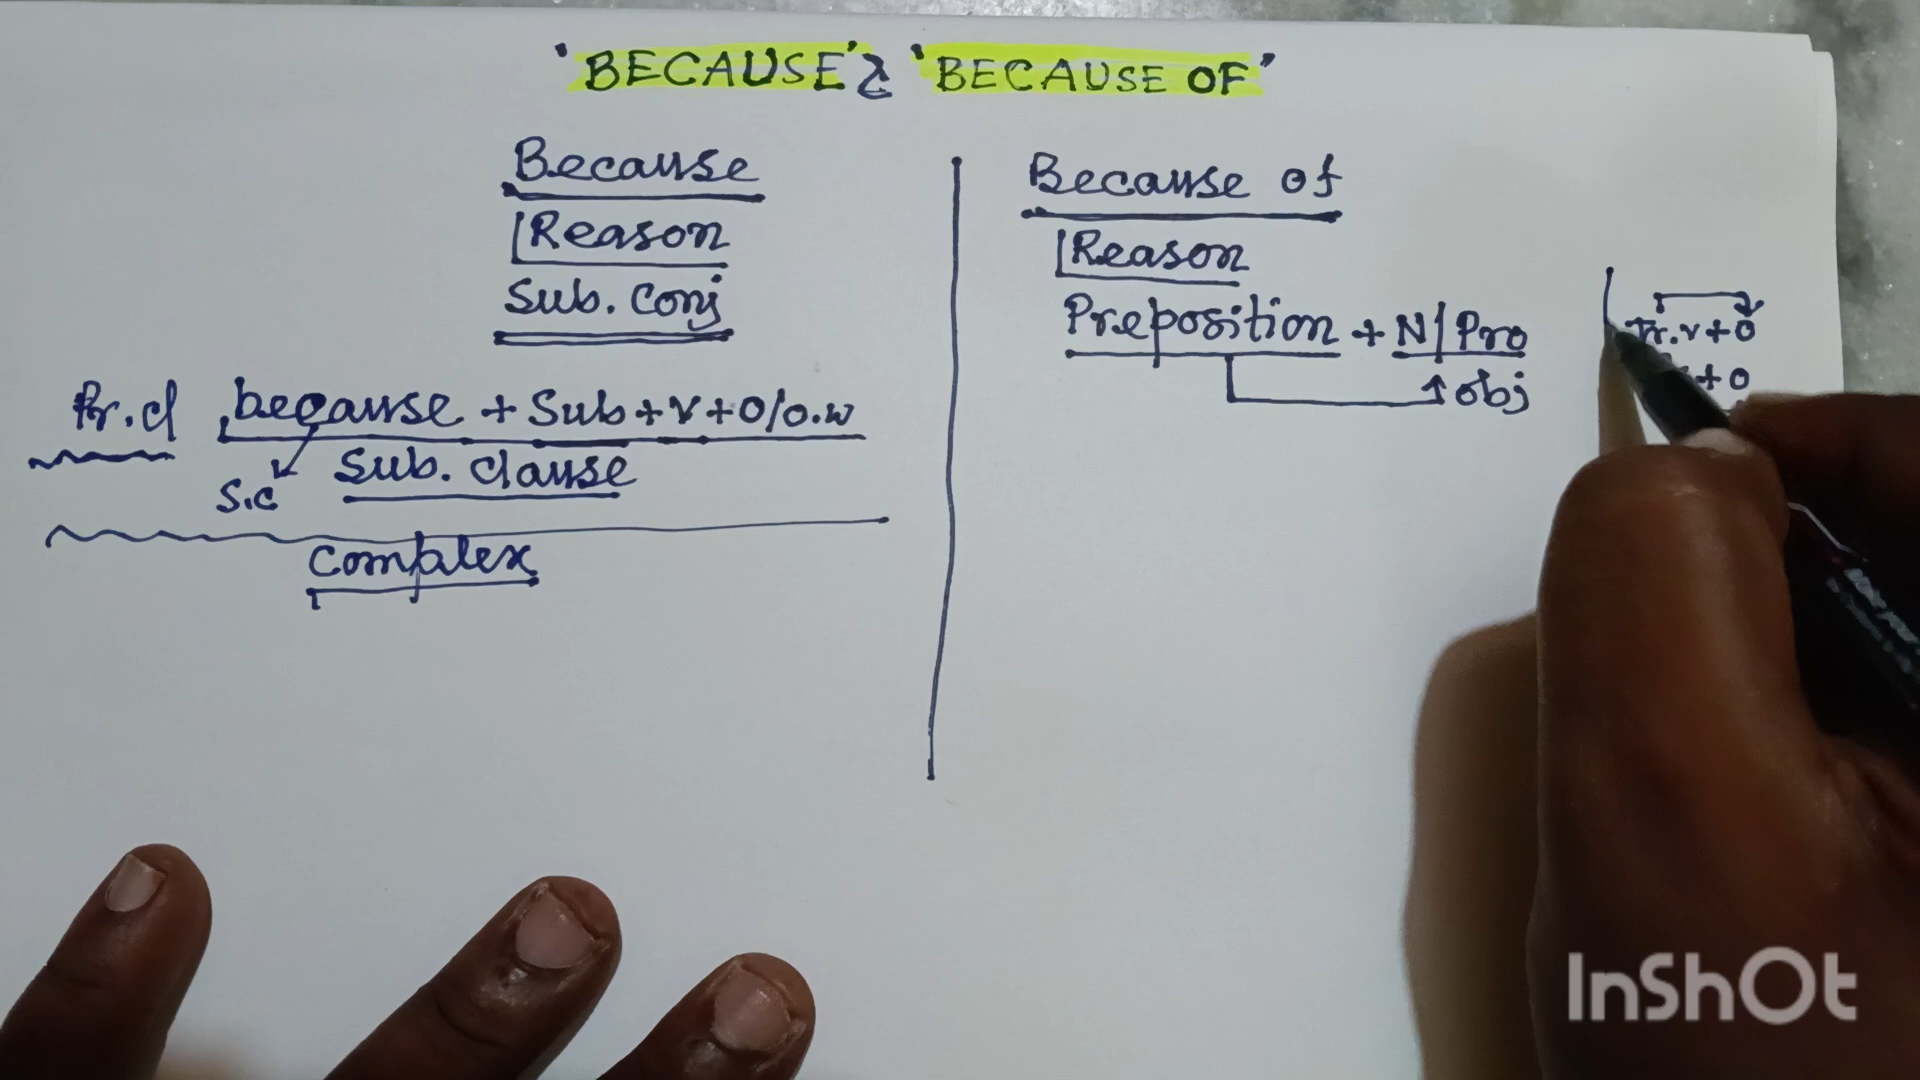 'BECAUSE' & 'BECAUSE OF'
Because
Reason
Sub. Conj
Pr. cl because + Sub + V + O/O.W
S.C Sub. clause
Complex
Because of
Reason
Preposition + N/Pro
obj
Tr. V + O
+ O
InShOt